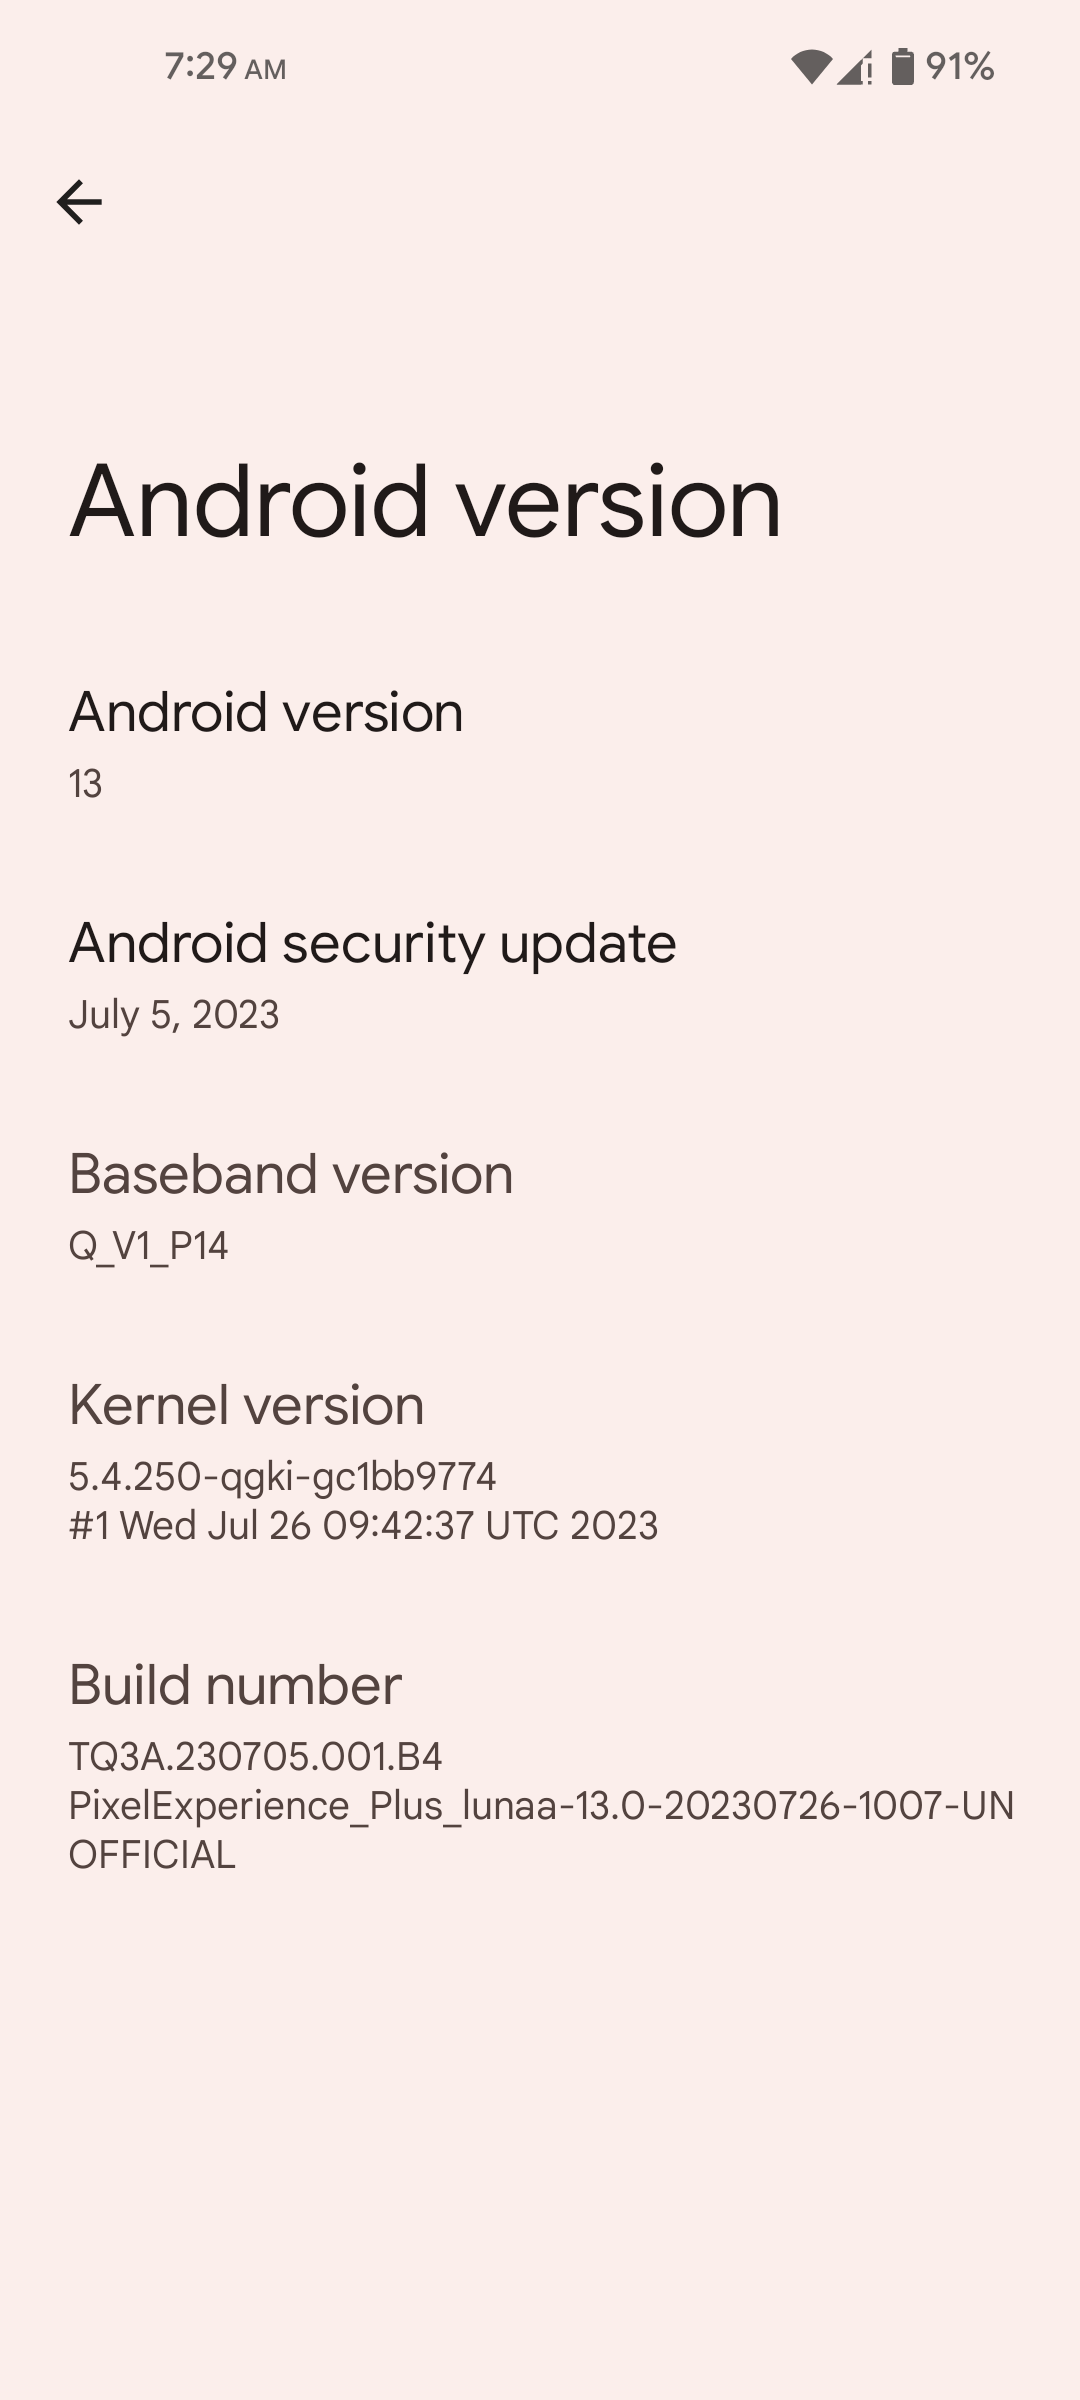 7:29 AM
91%
Android version
Android version
13
Android security update
July 5, 2023
Baseband version
Q_V1_P14
Kernel version
5.4.250-qgki-gc1bb9774
#1 Wed Jul 26 09:42:37 UTC 2023
Build number
TQ3A.230705.001.B4
PixelExperience_Plus_lunaa-13.0-20230726-1007-UN
OFFICIAL